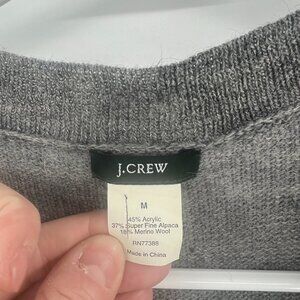 J.CREW
M
45% Acrylic
37% Super Fine Alpaca
18% Merino Wool
RN77388
Made in China